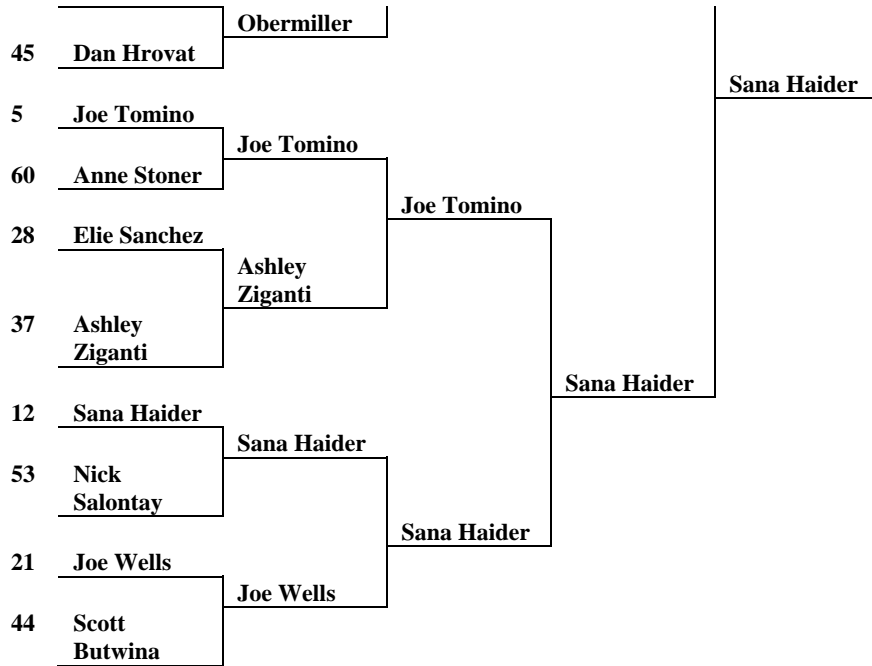 Obermiller
45 Dan Hrovat
Sana Haider
5 Joe Tomino
Joe Tomino
60 Anne Stoner
Joe Tomino
28 Elie Sanchez
Ashley
Ziganti
37 Ashley
Ziganti
Sana Haider
12 Sana Haider
Sana Haider
53 Nick
Salontay
Sana Haider
21 Joe Wells
Joe Wells
44 Scott
Butwina